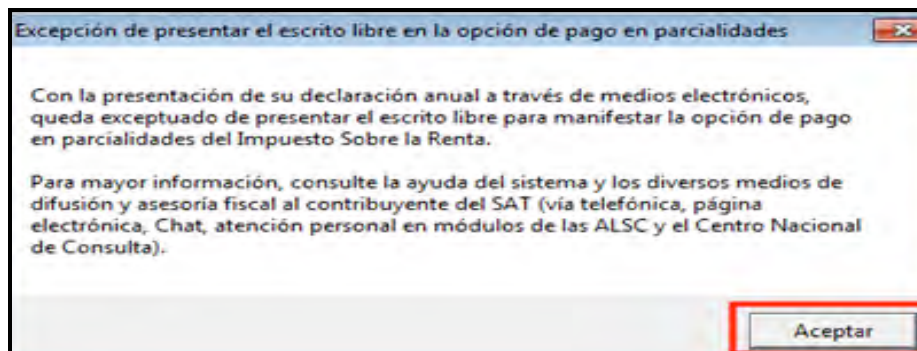 Excepción de presentar el escrito libre en la opción de pago en parcialidades
Con la presentación de su declaración anual a través de medios electrónicos,
queda exceptuado de presentar el escrito libre para manifestar la opción de pago
en parcialidades del Impuesto Sobre la Renta.
Para mayor información, consulte la ayuda del sistema y los diversos medios de
difusión y asesoría fiscal al contribuyente del SAT (vía telefónica, página
electrónica, Chat, atención personal en módulos de las ALSC y el Centro Nacional
de Consulta).
Aceptar